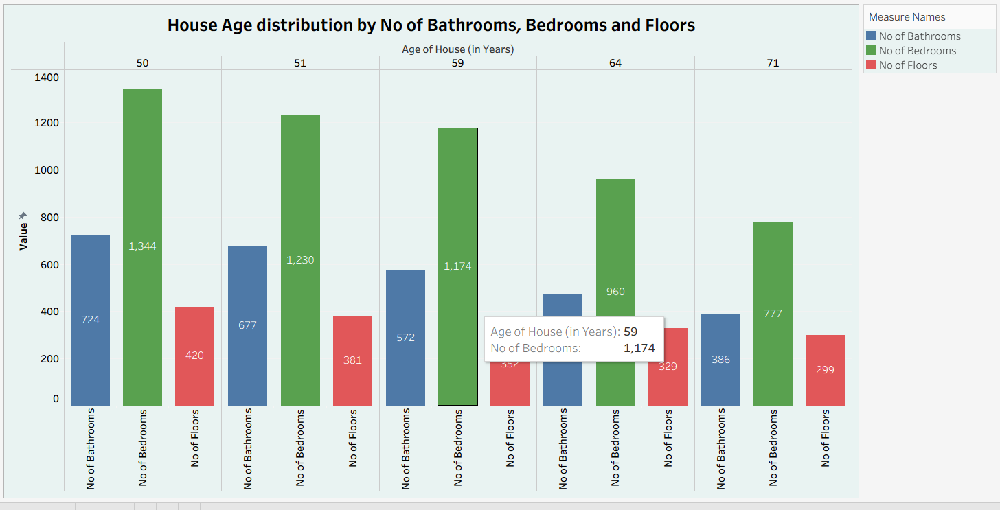 House Age distribution by No of Bathrooms, Bedrooms and Floors
Measure Names
No of Bathrooms
No of Bedrooms
No of Floors
Age of House (in Years)
50 51 59 64 71
1400
1200
1000
800
600
400
200
0
Value
724 1,344 420
677 1,230 381
572 1,174 352
960 329
386 777 299
Age of House (in Years): 59
No of Bedrooms: 1,174
No of Bathrooms
No of Bedrooms
No of Floors
No of Bathrooms
No of Bedrooms
No of Floors
No of Bathrooms
No of Bedrooms
No of Floors
No of Bathrooms
No of Bedrooms
No of Floors
No of Bathrooms
No of Bedrooms
No of Floors